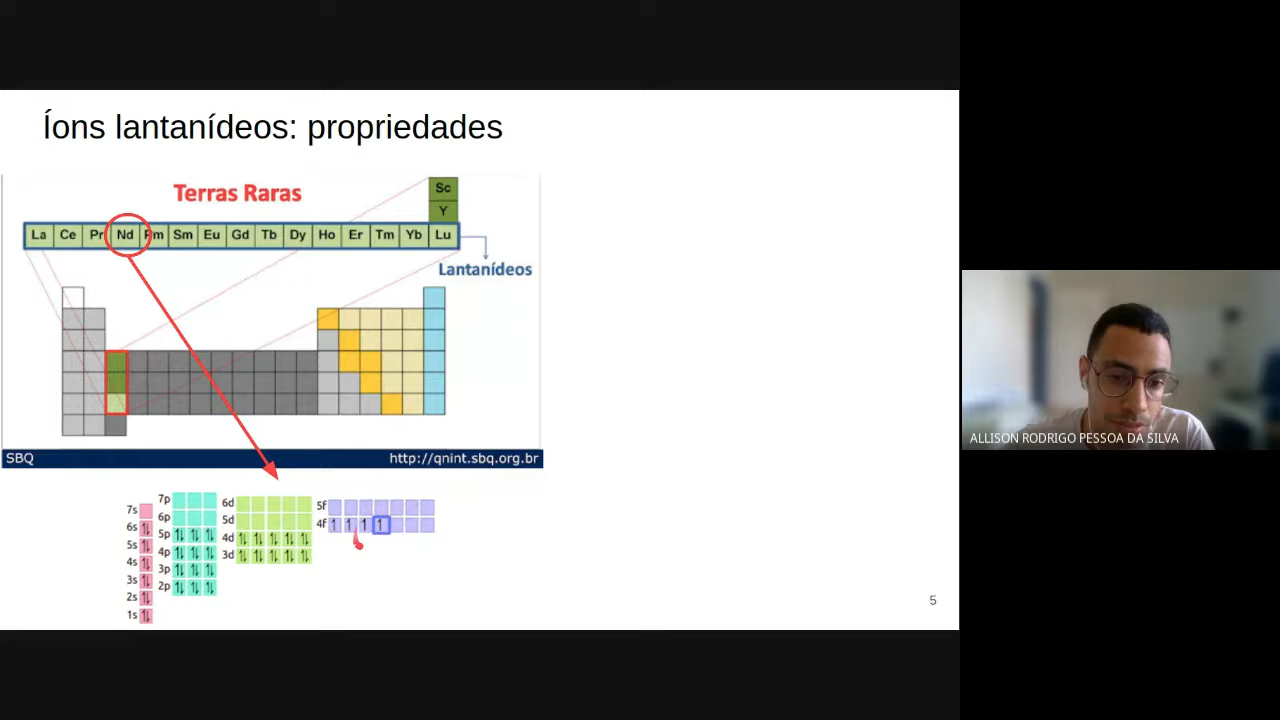 Íons lantanídeos: propriedades
Terras Raras
Sc
Y
La Ce Pr Nd Pm Sm Eu Gd Tb Dy Ho Er Tm Yb Lu
Lantanídeos
SBQ http://qnint.sbq.org.br
7p 6d 5f
7s 6p 5d 4f
6s 5p 4d
5s 4p 3d
4s 3p
3s 2p
2s
1s
5
ALLISON RODRIGO PESSOA DA SILVA